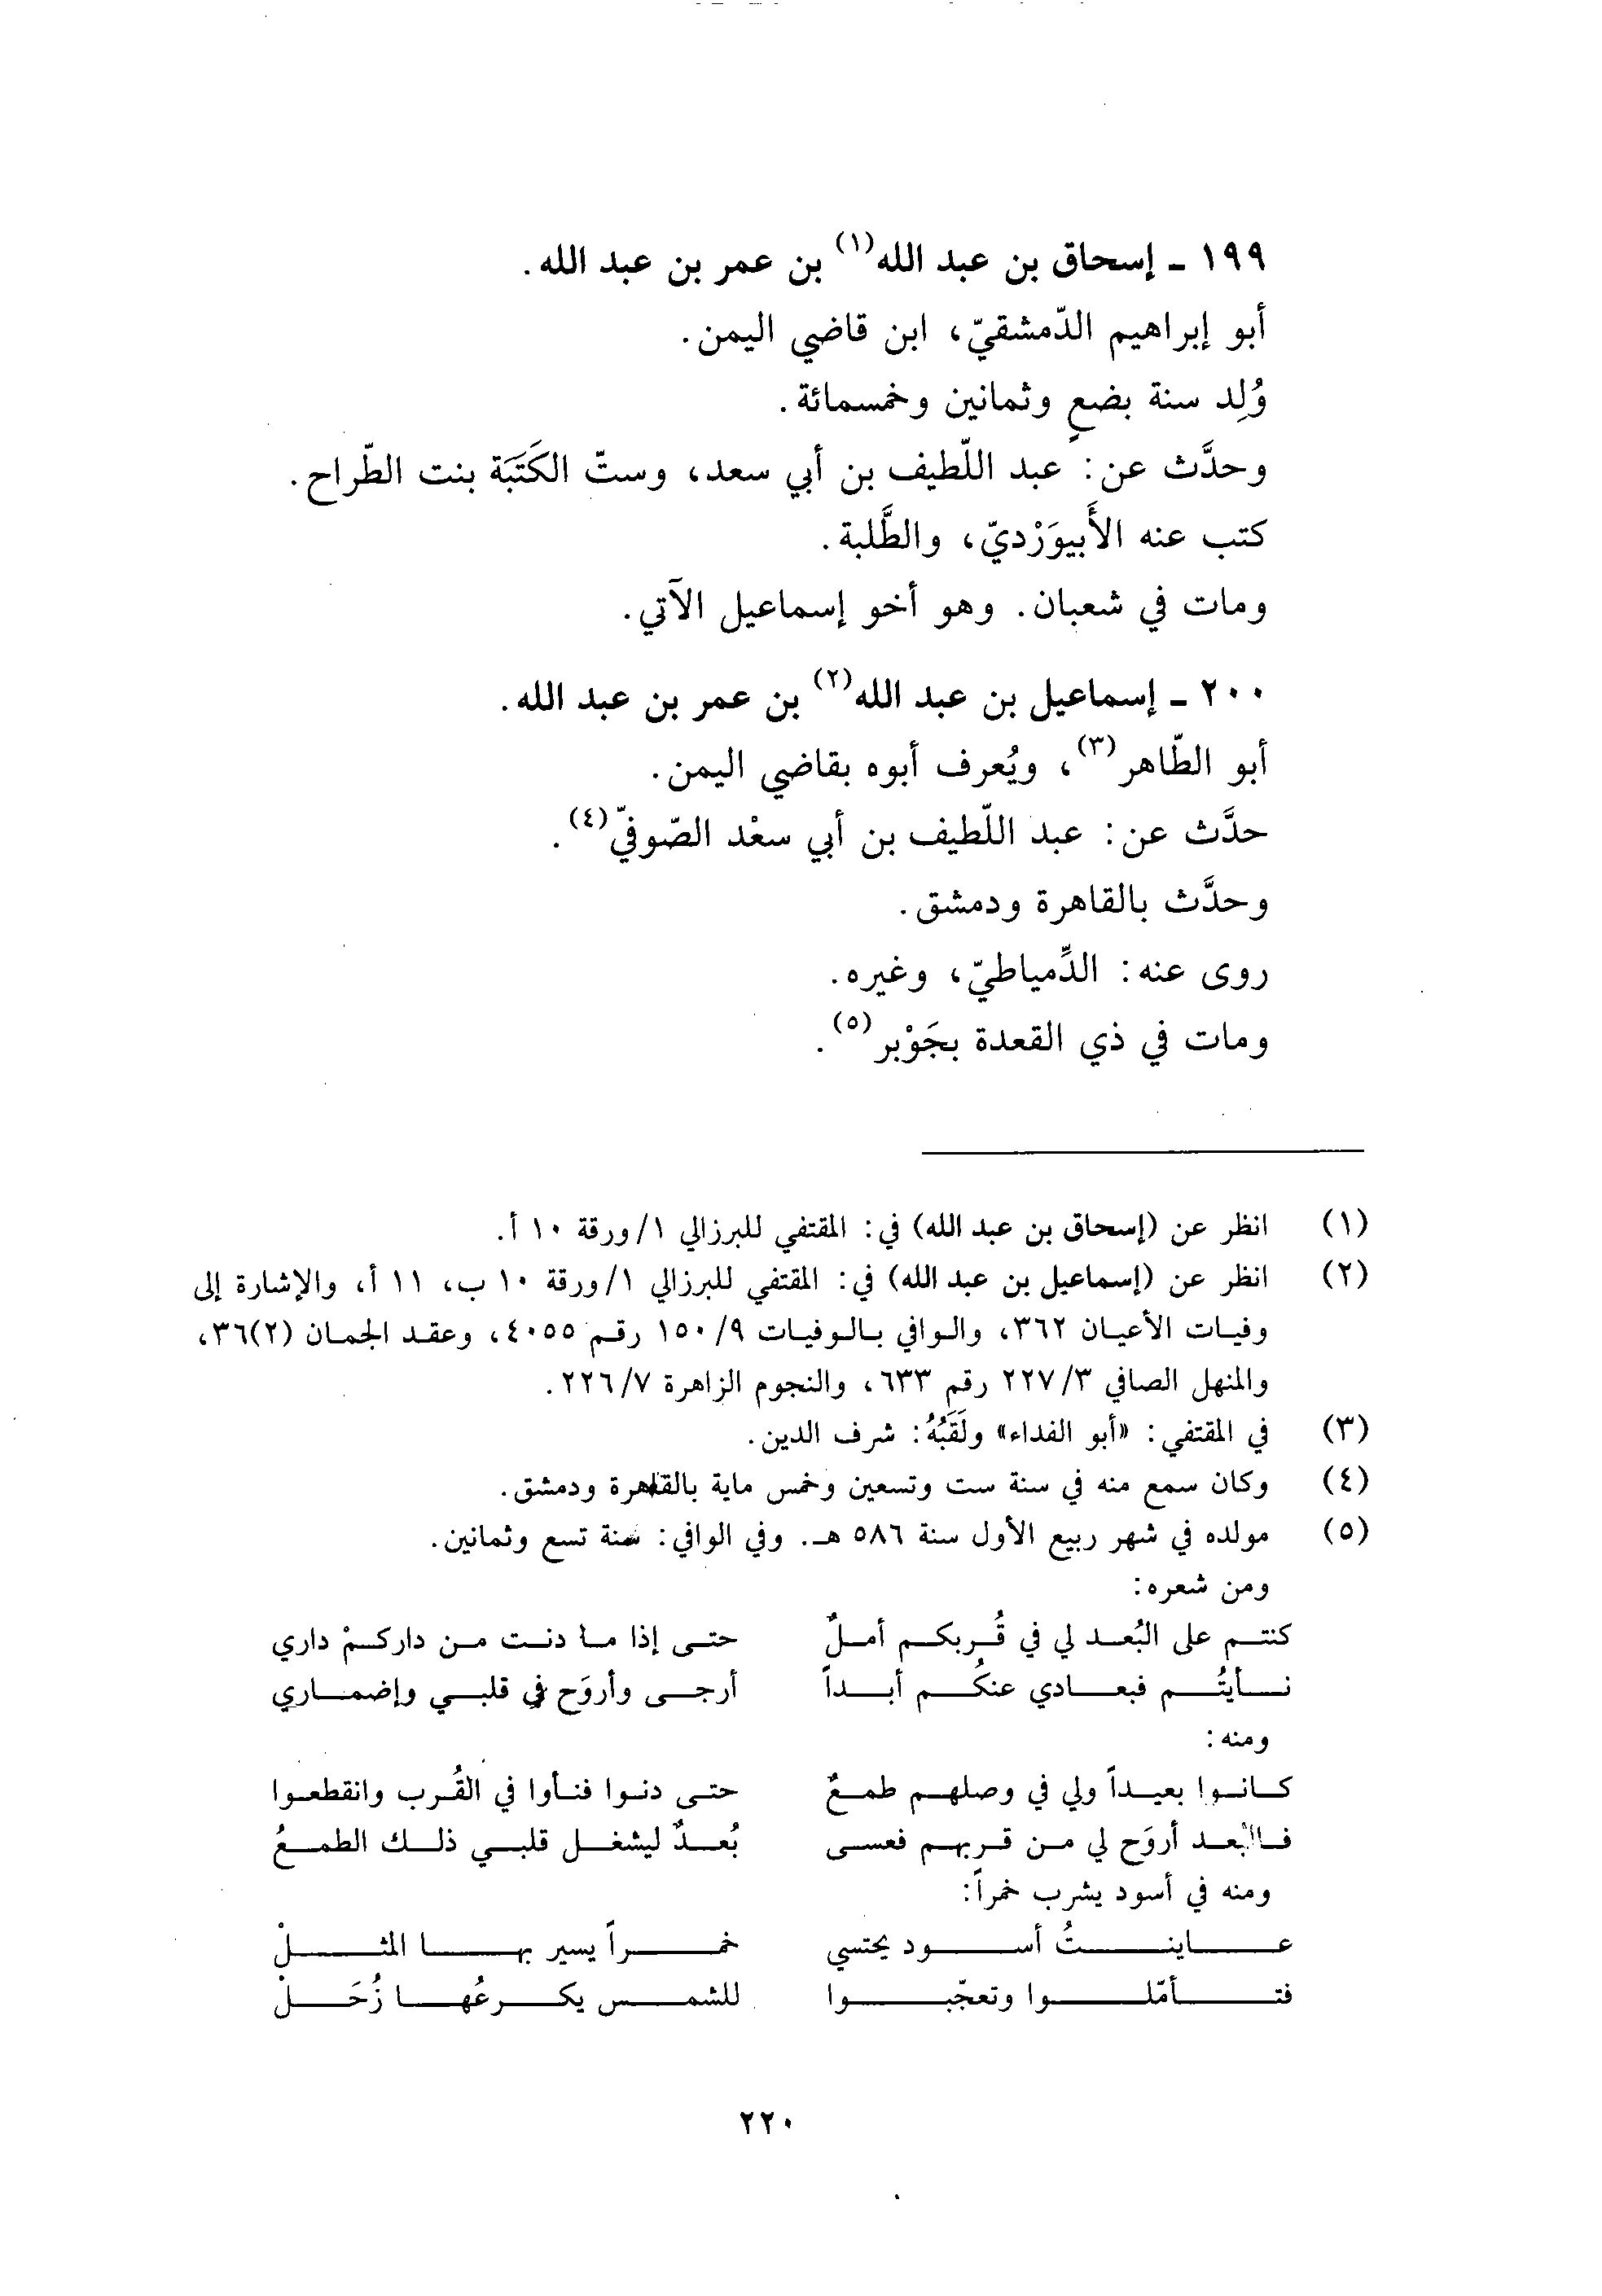 ١٩٩ ـ إسحاق بن عبد الله(١) بن عمر بن عبد الله.
أبو إبراهيم الدّمشقيّ، ابن قاضي اليمن.
وُلِد سنة بضعٍ وثمانين وخمسمائة.
وحدَّث عن: عبد اللّطيف بن أبي سعد، وستّ الكَتَبَة بنت الطّراح.
كتب عنه الأَبيوَرْديّ، والطَّلبة.
ومات في شعبان. وهو أخو إسماعيل الآتي.
٢٠٠ ـ إسماعيل بن عبد الله(٢) بن عمر بن عبد الله.
أبو الطّاهر(٣)، ويُعرف أبوه بقاضي اليمن.
حدَّث عن: عبد اللّطيف بن أبي سعْد الصّوفيّ(٤).
وحدَّث بالقاهرة ودمشق.
روى عنه: الدِّمياطيّ، وغيره.
ومات في ذي القعدة بجَوْبر(٥).
(١) انظر عن (إسحاق بن عبد الله) في: المقتفي للبرزالي ١/ورقة ١٠ أ.
(٢) انظر عن (إسماعيل بن عبد الله) في: المقتفي للبرزالي ١/ورقة ١٠ ب، ١١ أ، والإشارة إلى
وفيات الأعيان ٣٦٢، والوافي بالوفيات ١٥٠/٩ رقم ٤٠٥٥، وعقد الجمان (٢)٣٦،
والمنهل الصافي ٢٢٧/٣ رقم ٦٣٣، والنجوم الزاهرة ٢٢٦/٧.
(٣) في المقتفي: «أبو الفداء» ولَقَبُهُ: شرف الدين.
(٤) وكان سمع منه في سنة ست وتسعين وخمس ماية بالقاهرة ودمشق.
(٥) مولده في شهر ربيع الأول سنة ٥٨٦ هـ. وفي الوافي: سنة تسع وثمانين.
ومن شعره:
كنتم على البُعد لي في قُربكم أملٌ حتى إذا ما دنت من داركمْ داري
نأيتُم فبعادي عنكُم أبداً أرجى وأروَح في قلبي وإضماري
ومنه:
كانوا بعيداً ولي في وصلهم طمعٌ حتى دنوا فنأوا في القُرب وانقطعوا
فالبُعد أروَح لي من قربهم فعسى بُعدٌ ليشغل قلبي ذلك الطمعُ
ومنه في أسود يشرب خمراً:
عاينتُ أسود يحتسي خمراً يسير بها المثلْ
فتأمّلوا وتعجّبوا للشمس يكرعُها زُحَلْ
٢٢٠